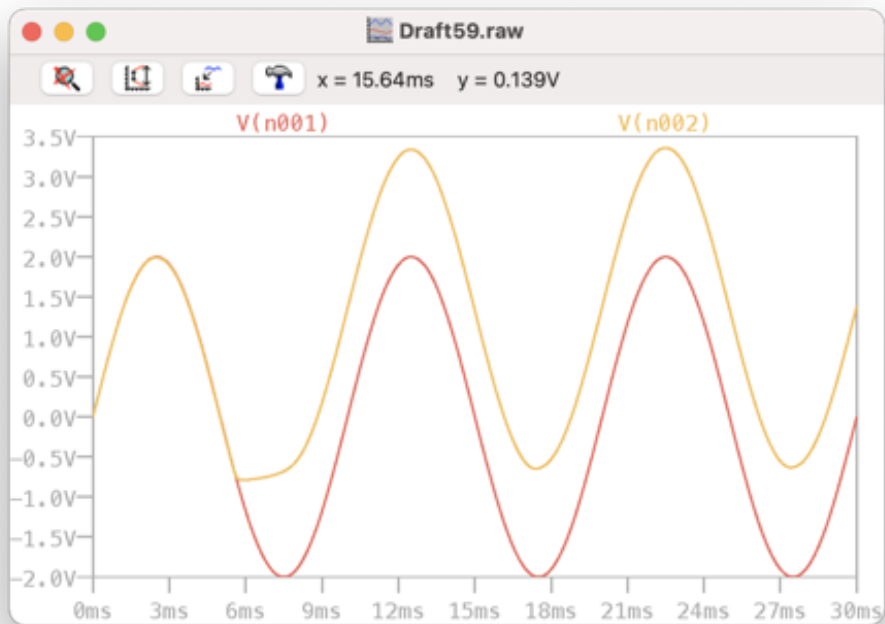 Draft59.raw
x = 15.64ms y = 0.139V
V(n001) V(n002)
3.5V
3.0V
2.5V
2.0V
1.5V
1.0V
0.5V
0.0V
-0.5V
-1.0V
-1.5V
-2.0V
0ms 3ms 6ms 9ms 12ms 15ms 18ms 21ms 24ms 27ms 30ms